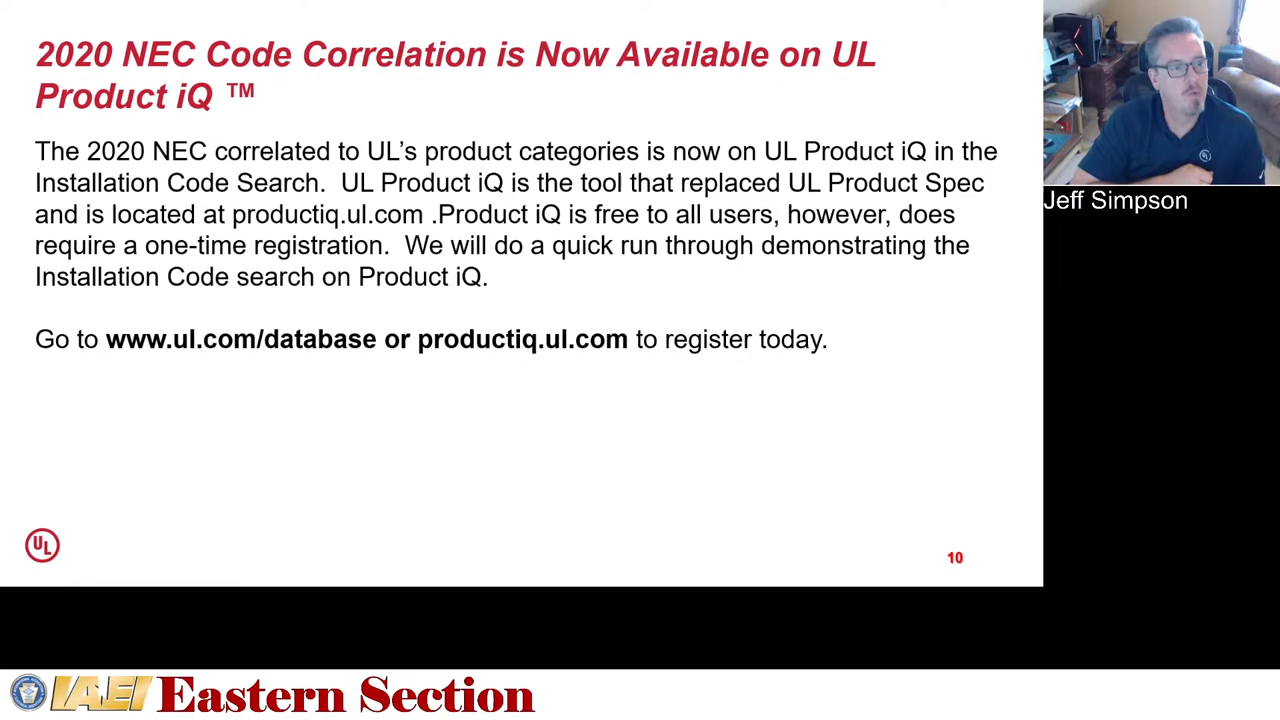 2020 NEC Code Correlation is Now Available on UL
Product iQ ™
The 2020 NEC correlated to UL’s product categories is now on UL Product iQ in the
Installation Code Search.  UL Product iQ is the tool that replaced UL Product Spec
and is located at productiq.ul.com .Product iQ is free to all users, however, does
require a one-time registration.  We will do a quick run through demonstrating the
Installation Code search on Product iQ.
Go to www.ul.com/database or productiq.ul.com to register today.
UL
10
Jeff Simpson
IAEI Eastern Section